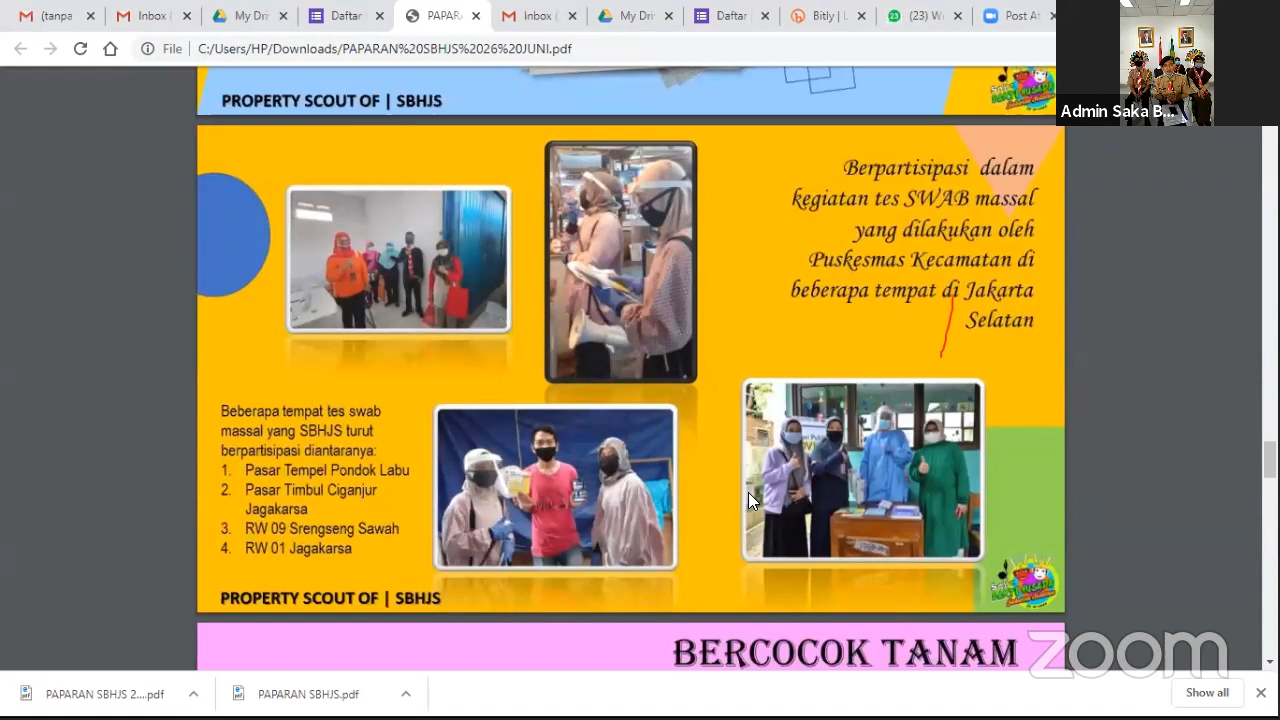 (tanpa
Inbox (
My Driv
Daftar
PAPAR
Inbox (
My Driv
Daftar
Bitly | L
(23) W
Post At
File
C:/Users/HP/Downloads/PAPARAN%20SBHJS%2026%20JUNI.pdf
Admin Saka B...
PROPERTY SCOUT OF | SBHJS
Berpartisipasi dalam
kegiatan tes SWAB massal
yang dilakukan oleh
Puskesmas Kecamatan di
beberapa tempat di Jakarta
Selatan
Beberapa tempat tes swab
massal yang SBHJS turut
berpartisipasi diantaranya:
1. Pasar Tempel Pondok Labu
2. Pasar Timbul Ciganjur
Jagakarsa
3. RW 09 Srengseng Sawah
4. RW 01 Jagakarsa
PROPERTY SCOUT OF | SBHJS
BERCOCOK TANAM
zoom
PAPARAN SBHJS 2....pdf
PAPARAN SBHJS.pdf
Show all